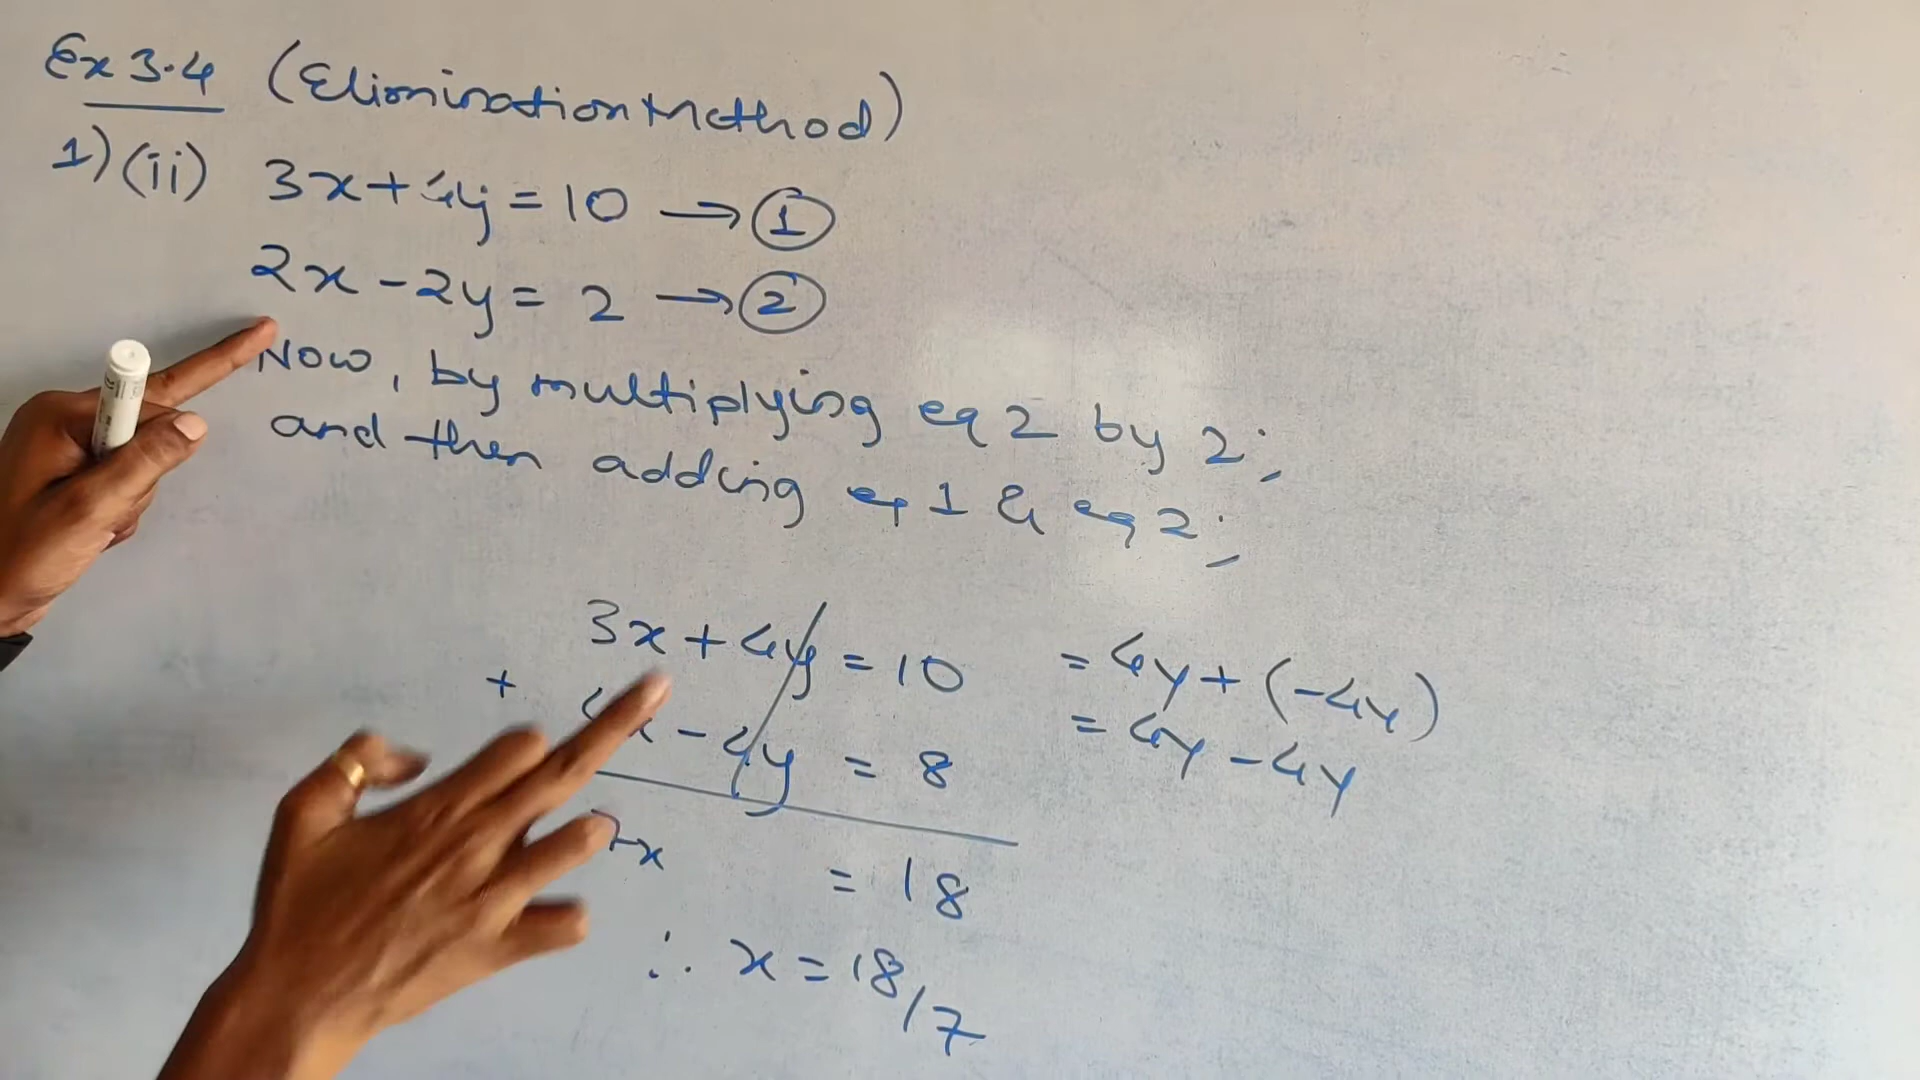 Ex 3.4 (Elimination Method)
1) (ii) 3x + 4y = 10 → ①
2x - 2y = 2 → ②
Now, by multiplying eq 2 by 2;
and then adding eq 1 & eq 2;
3x + 4y = 10 = 4y + (-4y)
+ x - 4y = 8 = 4y - 4y
7x = 18
∴ x = 18/7